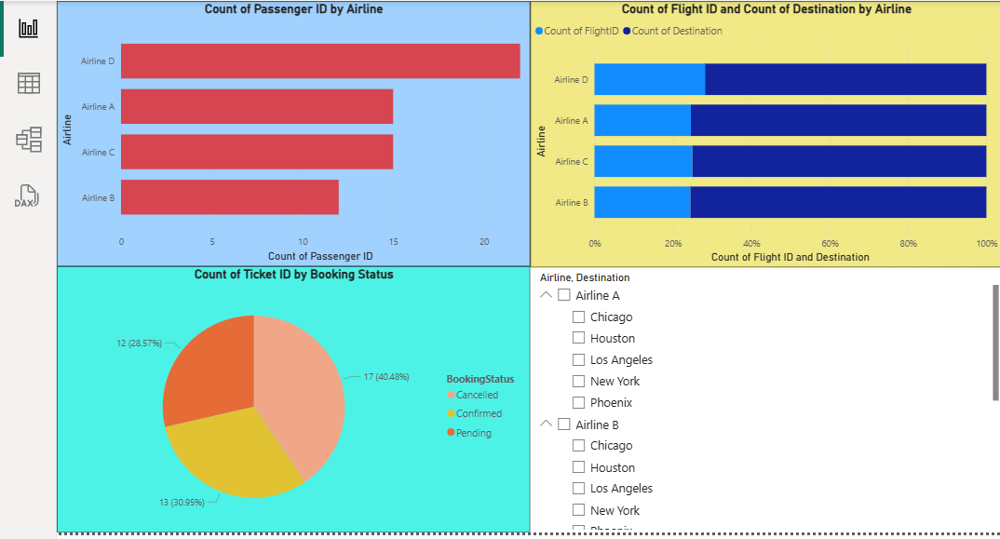 DAX
Count of Passenger ID by Airline
Airline
Airline D
Airline A
Airline C
Airline B
0 5 10 15 20
Count of Passenger ID
Count of Flight ID and Count of Destination by Airline
Count of FlightID Count of Destination
Airline
Airline D
Airline A
Airline C
Airline B
0% 20% 40% 60% 80% 100%
Count of Flight ID and Destination
Count of Ticket ID by Booking Status
12 (28.57%)
17 (40.48%)
13 (30.95%)
BookingStatus
Cancelled
Confirmed
Pending
Airline, Destination
Airline A
Chicago
Houston
Los Angeles
New York
Phoenix
Airline B
Chicago
Houston
Los Angeles
New York